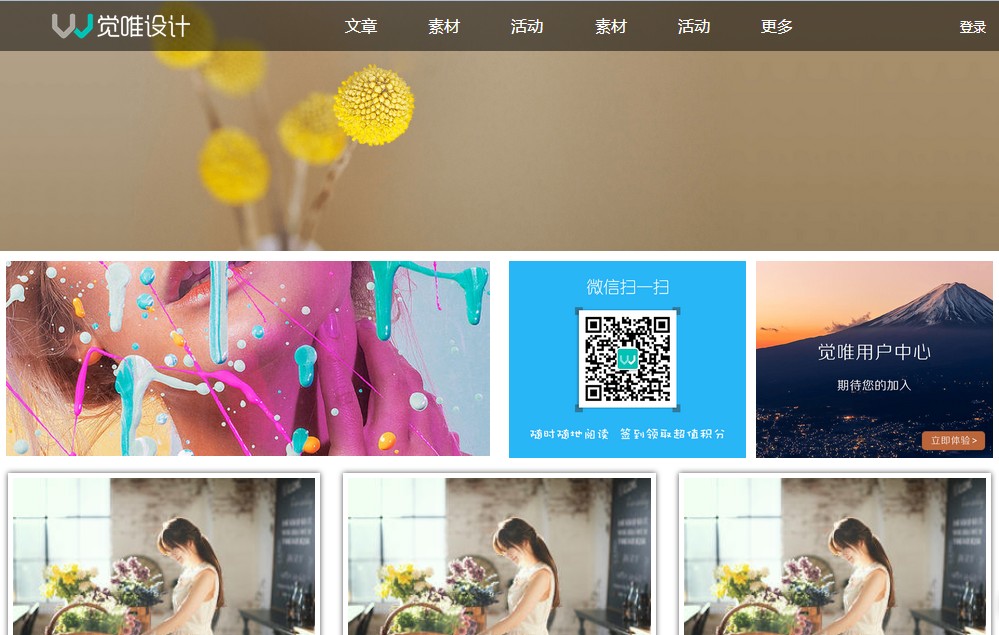 觉唯设计
文章 素材 活动 素材 活动 更多 登录
微信扫一扫
随时随地阅读 签到领取超值积分
觉唯用户中心
期待您的加入
立即体验>